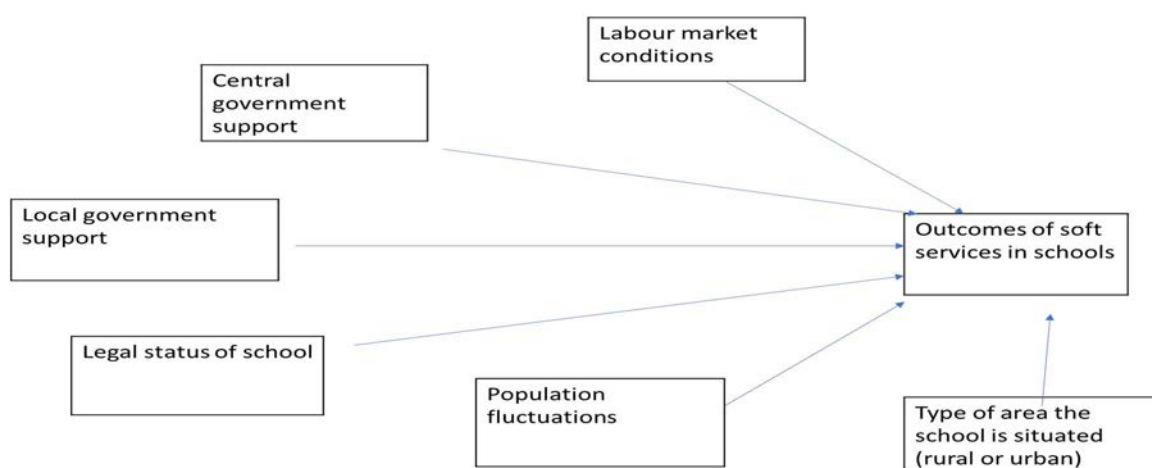 Labour market
conditions
Central
government
support
Local government
support
Outcomes of soft
services in schools
Legal status of school
Population
fluctuations
Type of area the
school is situated
(rural or urban)